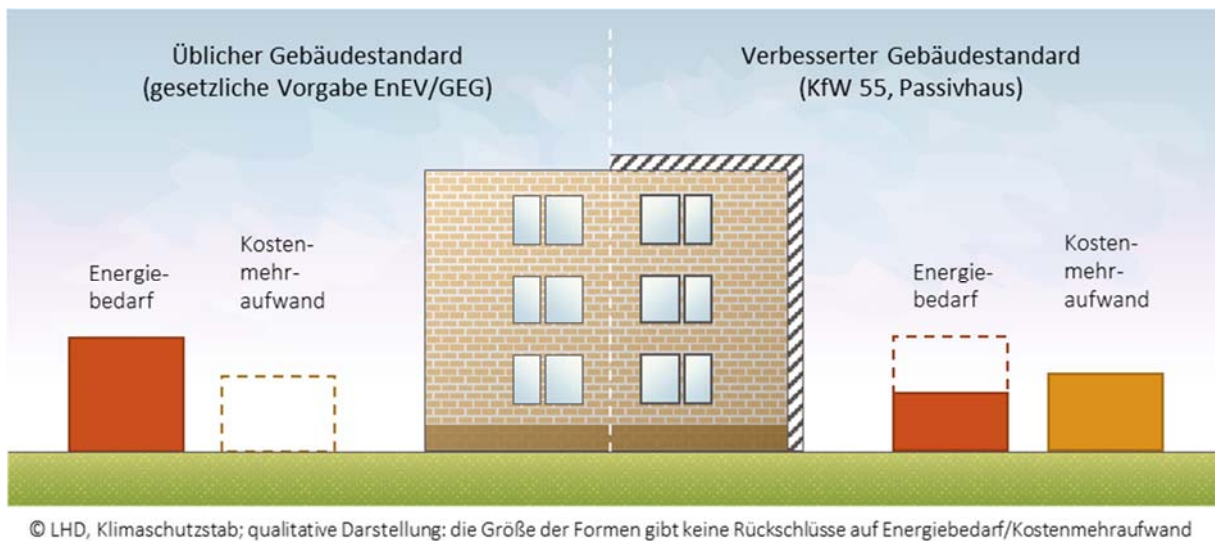 Üblicher Gebäudestandard
(gesetzliche Vorgabe EnEV/GEG)
Verbesserter Gebäudestandard
(KfW 55, Passivhaus)
Energie-
bedarf
Kosten-
mehr-
aufwand
Energie-
bedarf
Kosten-
mehr-
aufwand
© LHD, Klimaschutzstab; qualitative Darstellung: die Größe der Formen gibt keine Rückschlüsse auf Energiebedarf/Kostenmehraufwand